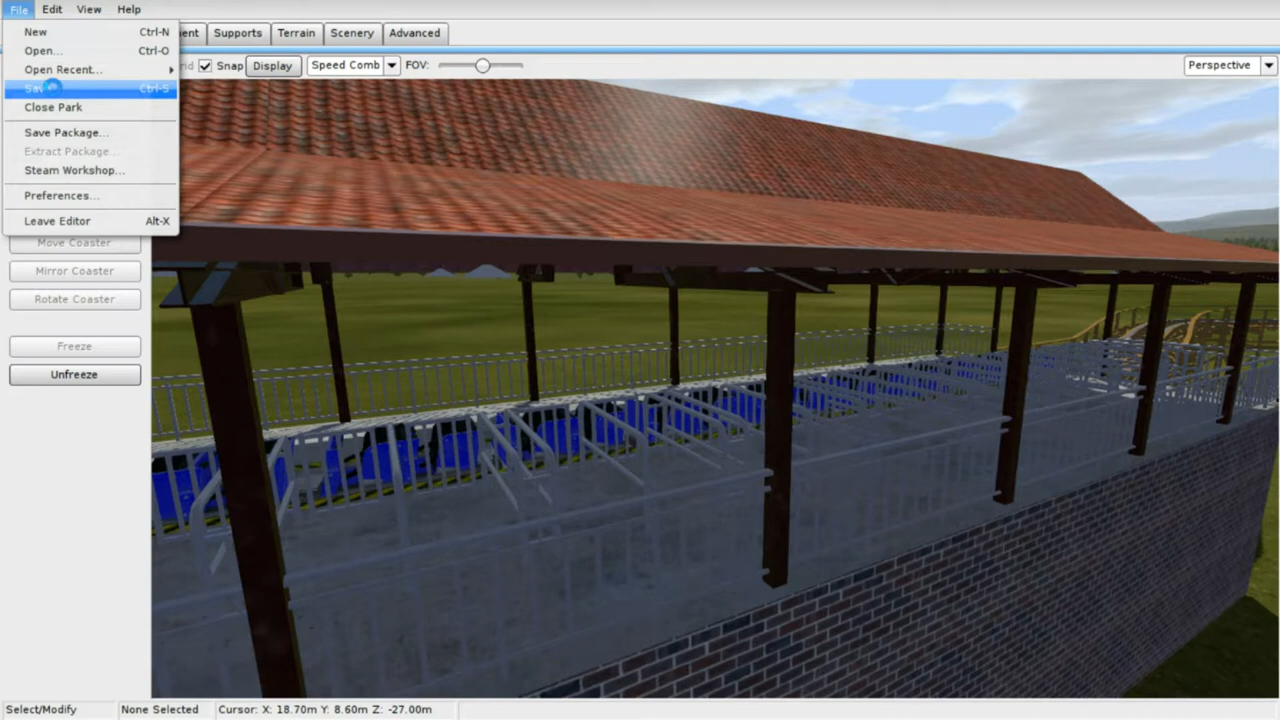 File Edit View Help
New Ctrl-N
Open... Ctrl-O
Open Recent...
Ctrl-S
Close Park
Save Package...
Extract Package...
Steam Workshop...
Preferences...
Leave Editor Alt-X
Supports Terrain Scenery Advanced
Snap Display Speed Comb FOV: Perspective
Move Coaster
Mirror Coaster
Rotate Coaster
Freeze
Unfreeze
Select/Modify None Selected Cursor: X: 18.70m Y: 8.60m Z: -27.00m